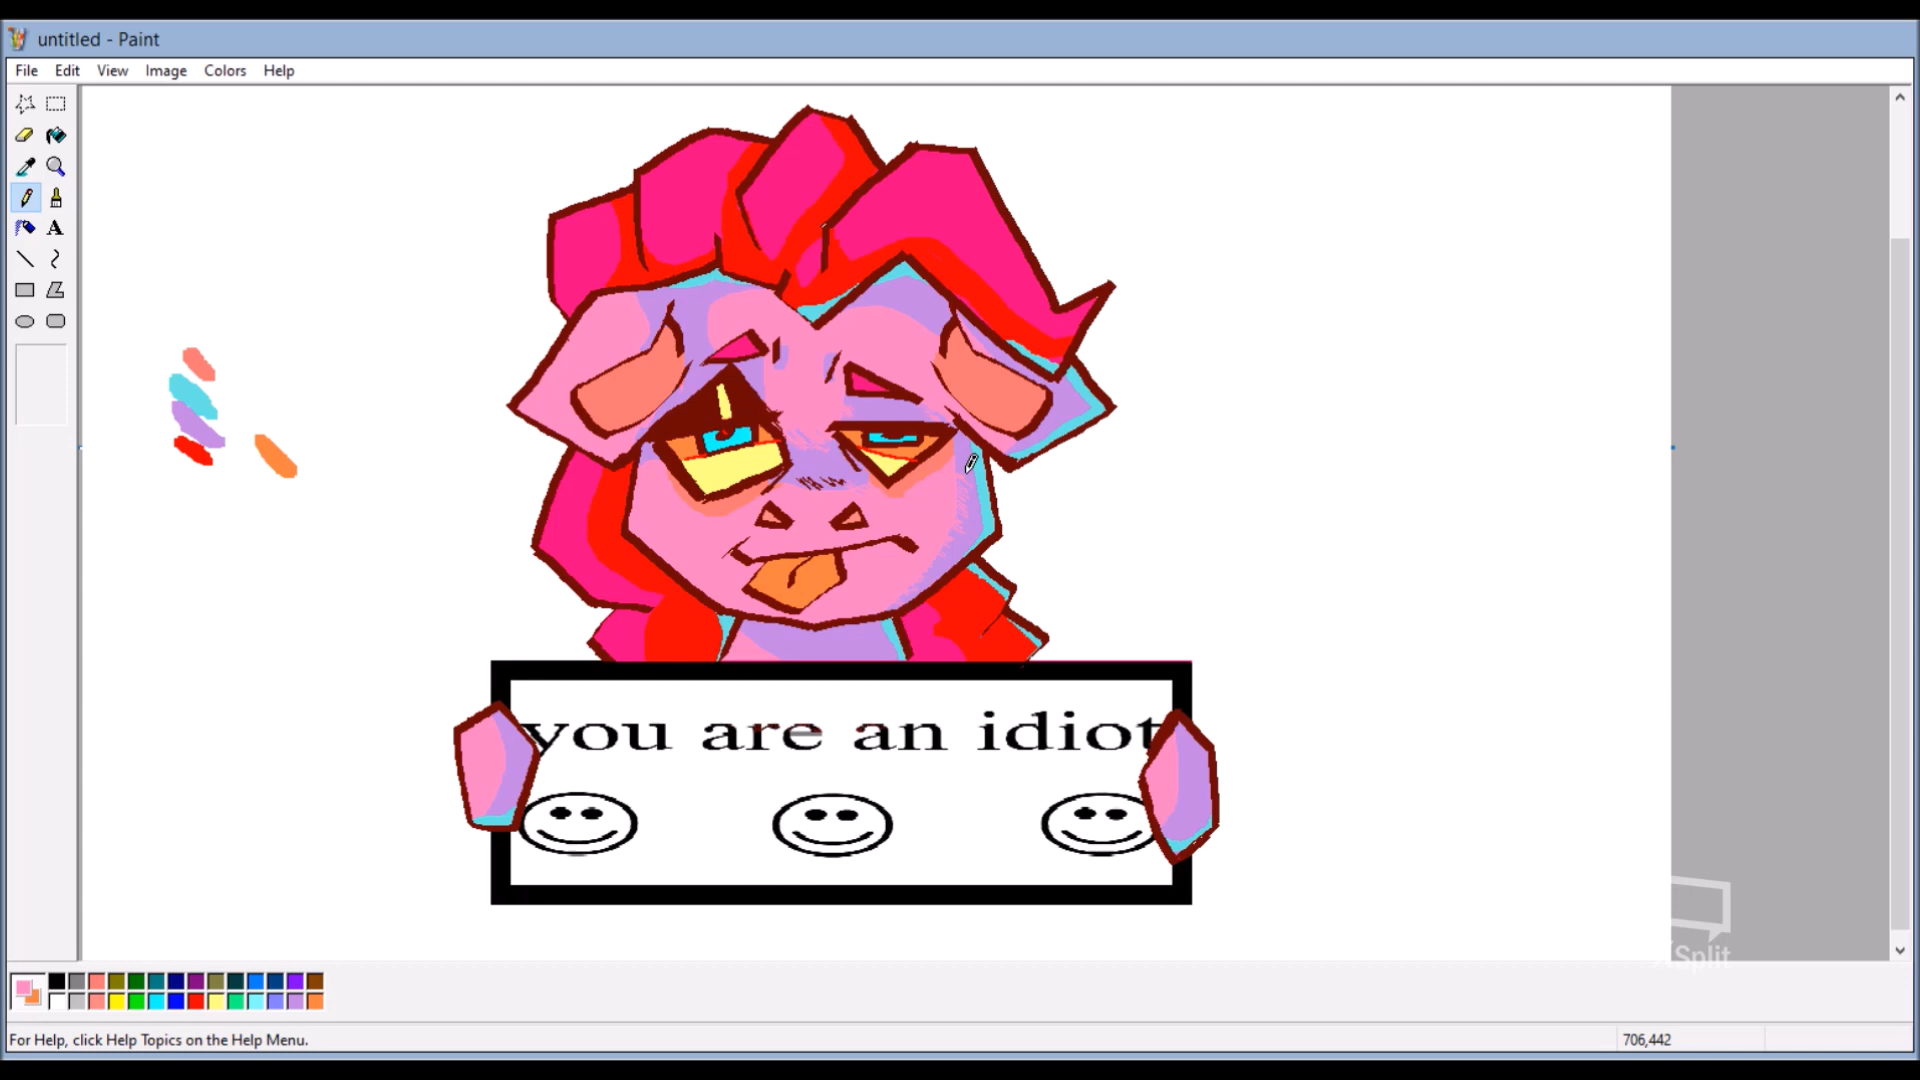 untitled - Paint
File Edit View Image Colors Help
A
you are an idiot
Split
For Help, click Help Topics on the Help Menu.
706,442